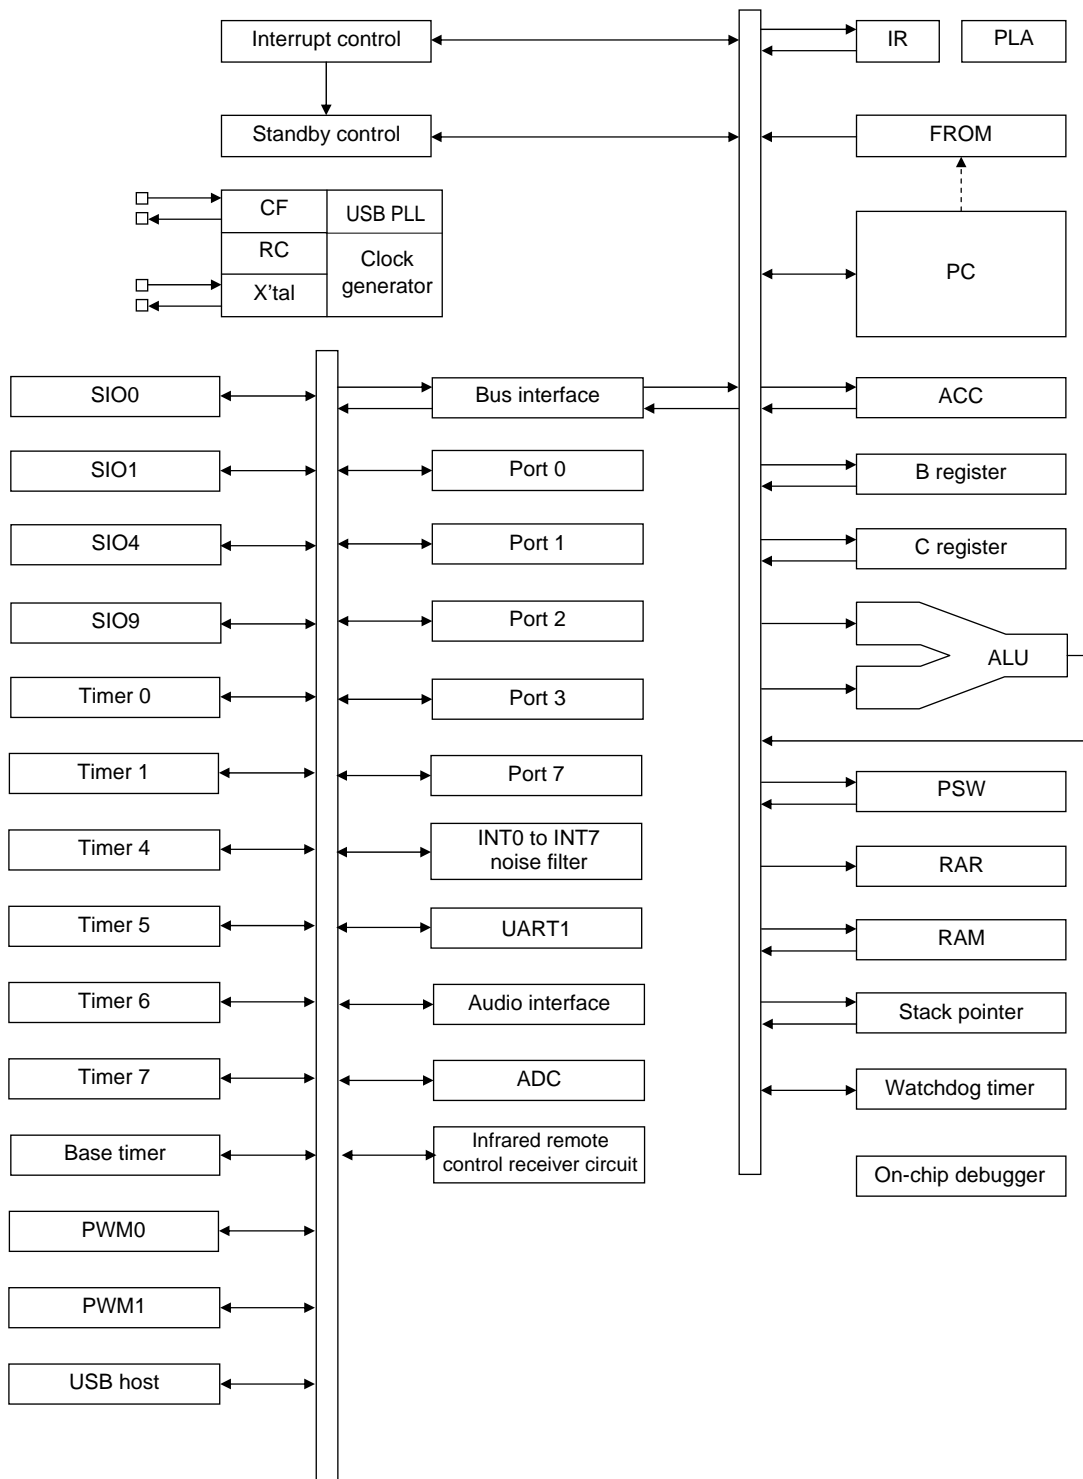 Interrupt control
IR
PLA
Standby control
FROM
CF
USB PLL
RC
Clock
generator
X'tal
PC
SIO0
Bus interface
ACC
SIO1
Port 0
B register
SIO4
Port 1
C register
SIO9
Port 2
ALU
Timer 0
Port 3
Timer 1
Port 7
PSW
Timer 4
INT0 to INT7
noise filter
RAR
Timer 5
UART1
RAM
Timer 6
Audio interface
Stack pointer
Timer 7
ADC
Watchdog timer
Base timer
Infrared remote
control receiver circuit
On-chip debugger
PWM0
PWM1
USB host